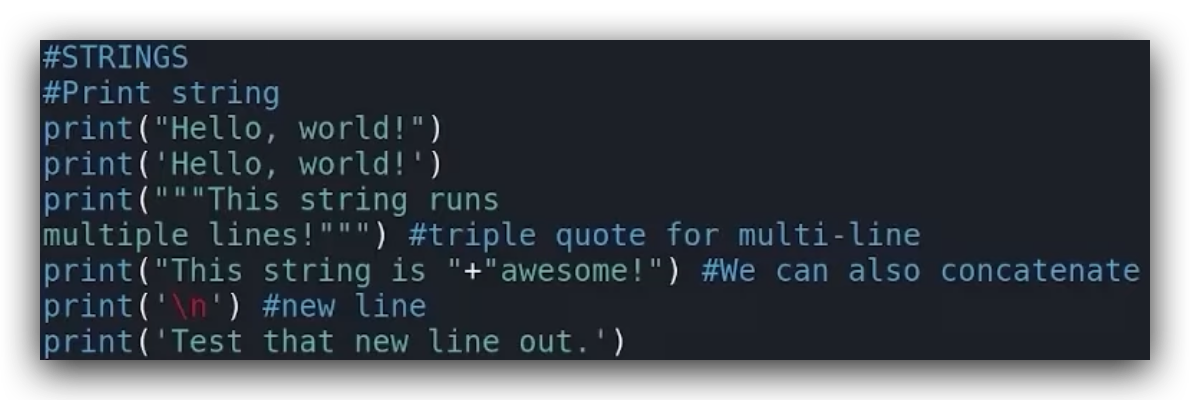 #STRINGS
#Print string
print("Hello, world!")
print('Hello, world!')
print("""This string runs
multiple lines!""") #triple quote for multi-line
print("This string is "+"awesome!") #We can also concatenate
print('\n') #new line
print('Test that new line out.')